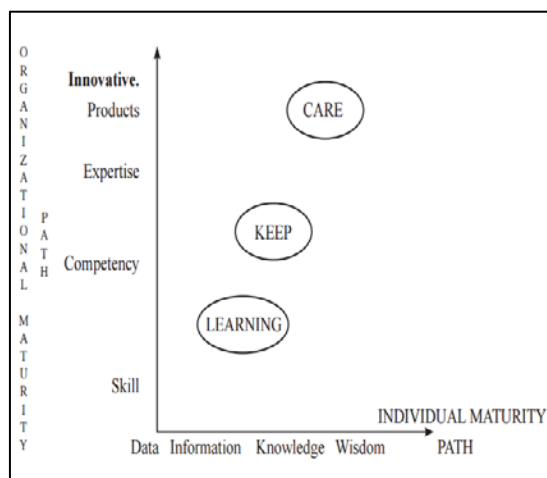 ORGANIZATIONAL MATURITY
PATH
Innovative.
Products
CARE
Expertise
KEEP
Competency
LEARNING
Skill
INDIVIDUAL MATURITY
Data Information Knowledge Wisdom PATH